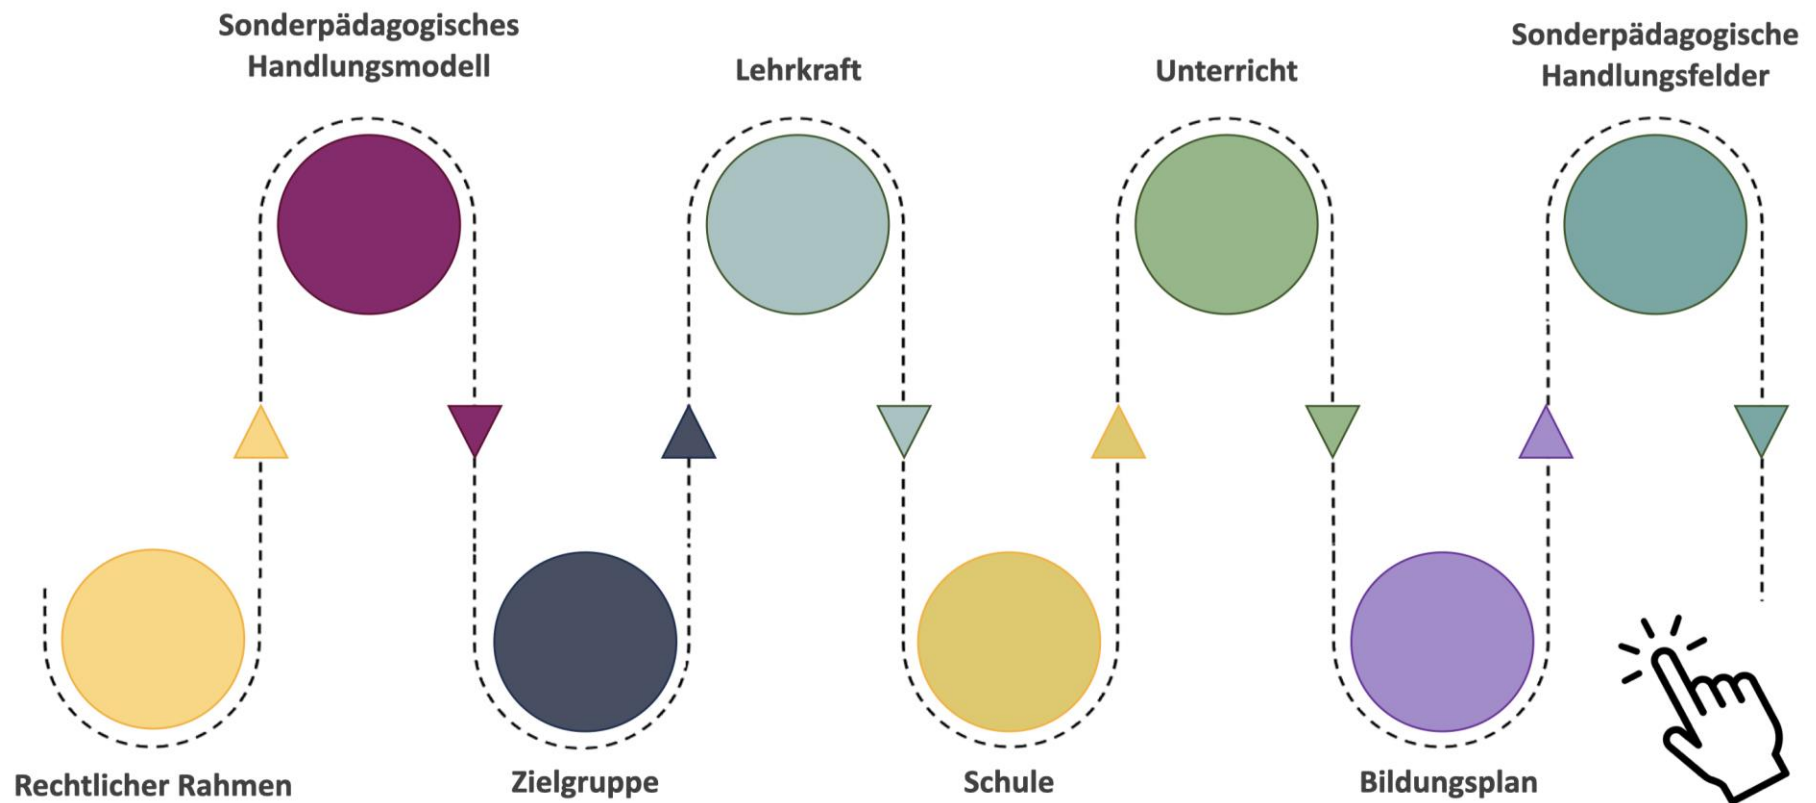 Sonderpädagogisches
Handlungsmodell
Lehrkraft
Unterricht
Sonderpädagogische
Handlungsfelder
Rechtlicher Rahmen
Zielgruppe
Schule
Bildungsplan